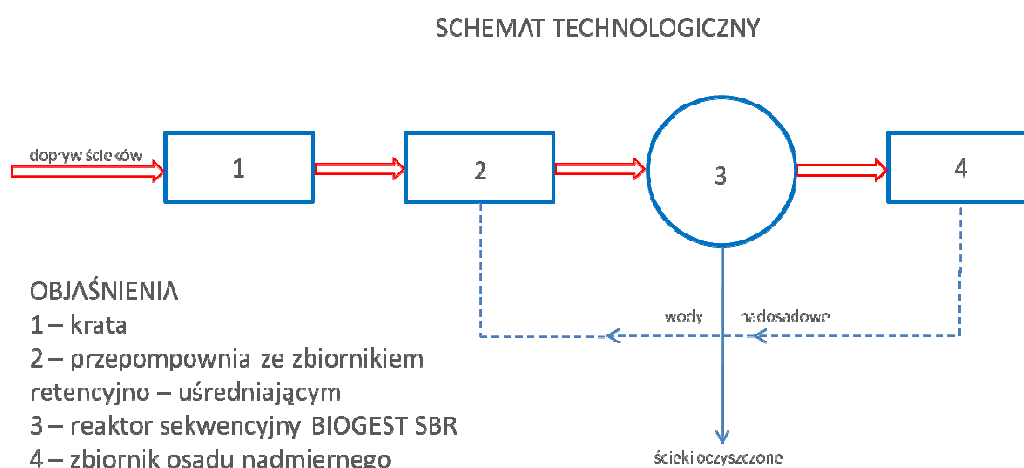 SCHEMAT TECHNOLOGICZNY
dopływ ścieków
1
2
3
4
wody nadosadowe
OBJAŚNIENIA
1 – krata
2 – przepompownia ze zbiornikiem
retencyjno – uśredniającym
3 – reaktor sekwencyjny BIOGEST SBR
4 – zbiornik osadu nadmiernego
ścieki oczyszczone